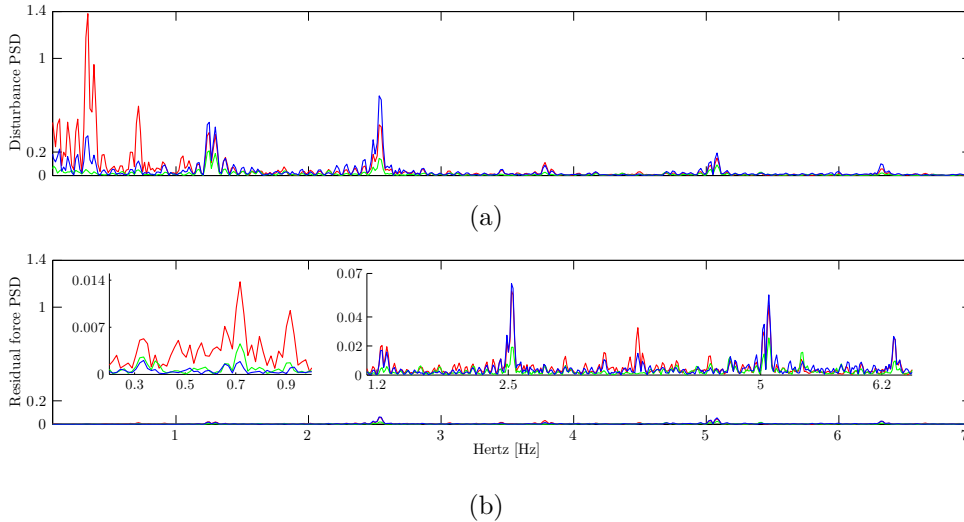 1.4
1
0.2
0
Disturbance PSD
(a)
1.4
1
0.2
0
Residual force PSD
0.014
0.007
0
0.3 0.5 0.7 0.9
0.07
0.04
0.02
0
1.2 2.5 5 6.2
1 2 3 4 5 6 7
Hertz [Hz]
(b)